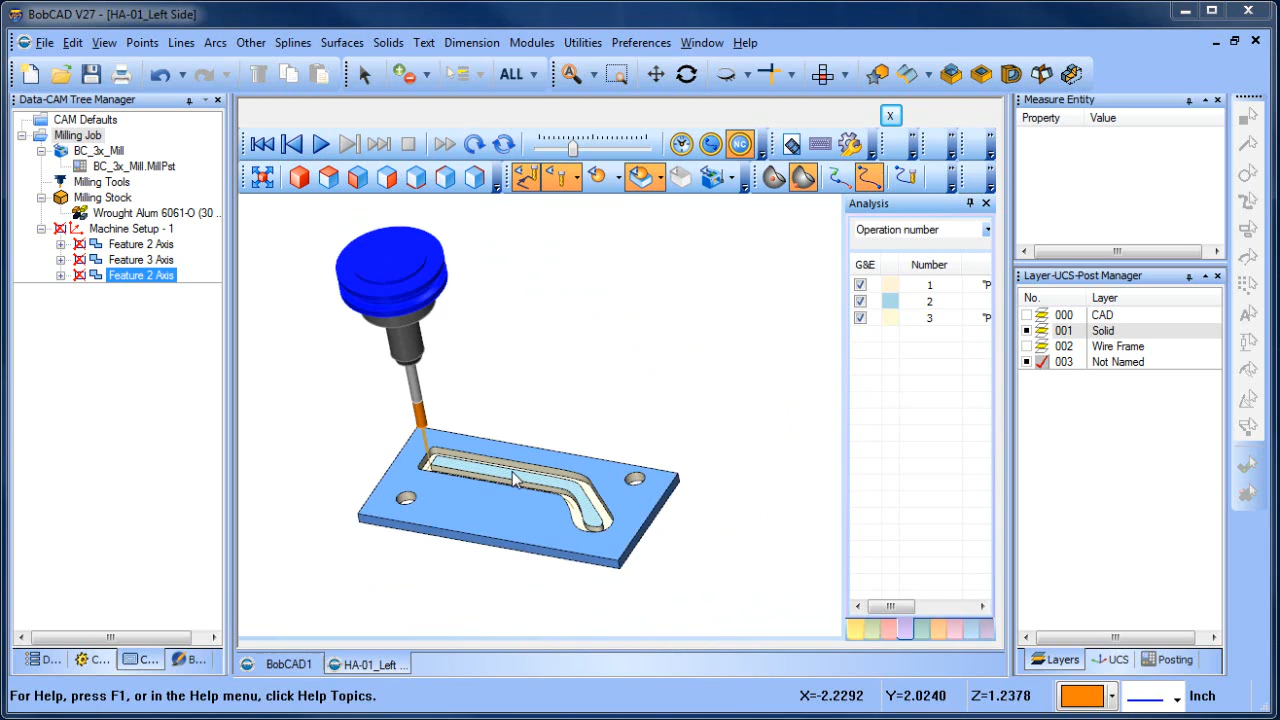 BobCAD V27 - [HA-01_Left Side]
File Edit View Points Lines Arcs Other Splines Surfaces Solids Text Dimension Modules Utilities Preferences Window Help
ALL
Data-CAM Tree Manager
CAM Defaults
Milling Job
BC_3x_Mill
BC_3x_Mill.MillPst
Milling Tools
Milling Stock
Wrought Alum 6061-O (30 ...
Machine Setup - 1
Feature 2 Axis
Feature 3 Axis
Feature 2 Axis
D... C... C... B...
X
NC
Analysis
Operation number
G&E Number
1 "P
2
3 "P
BobCAD1 HA-01_Left ...
Measure Entity
Property Value
Layer-UCS-Post Manager
No. Layer
000 CAD
001 Solid
002 Wire Frame
003 Not Named
Layers UCS Posting
For Help, press F1, or in the Help menu, click Help Topics. X=-2.2292 Y=2.0240 Z=1.2378 Inch